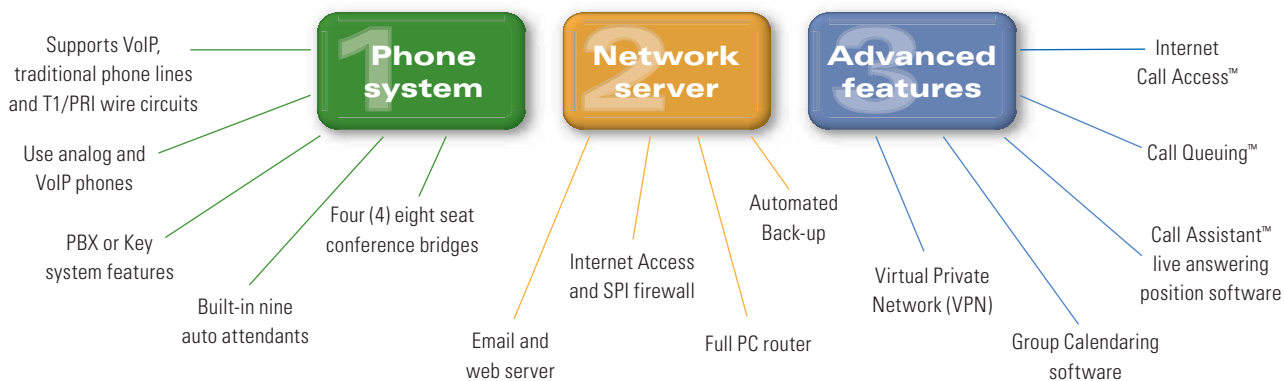 1
Phone
system
Supports VoIP,
traditional phone lines
and T1/PRI wire circuits
Use analog and
VoIP phones
PBX or Key
system features
Built-in nine
auto attendants
Four (4) eight seat
conference bridges
2
Network
server
Email and
web server
Internet Access
and SPI firewall
Full PC router
Automated
Back-up
3
Advanced
features
Virtual Private
Network (VPN)
Group Calendaring
software
Call Assistant™
live answering
position software
Call Queuing™
Internet
Call Access™